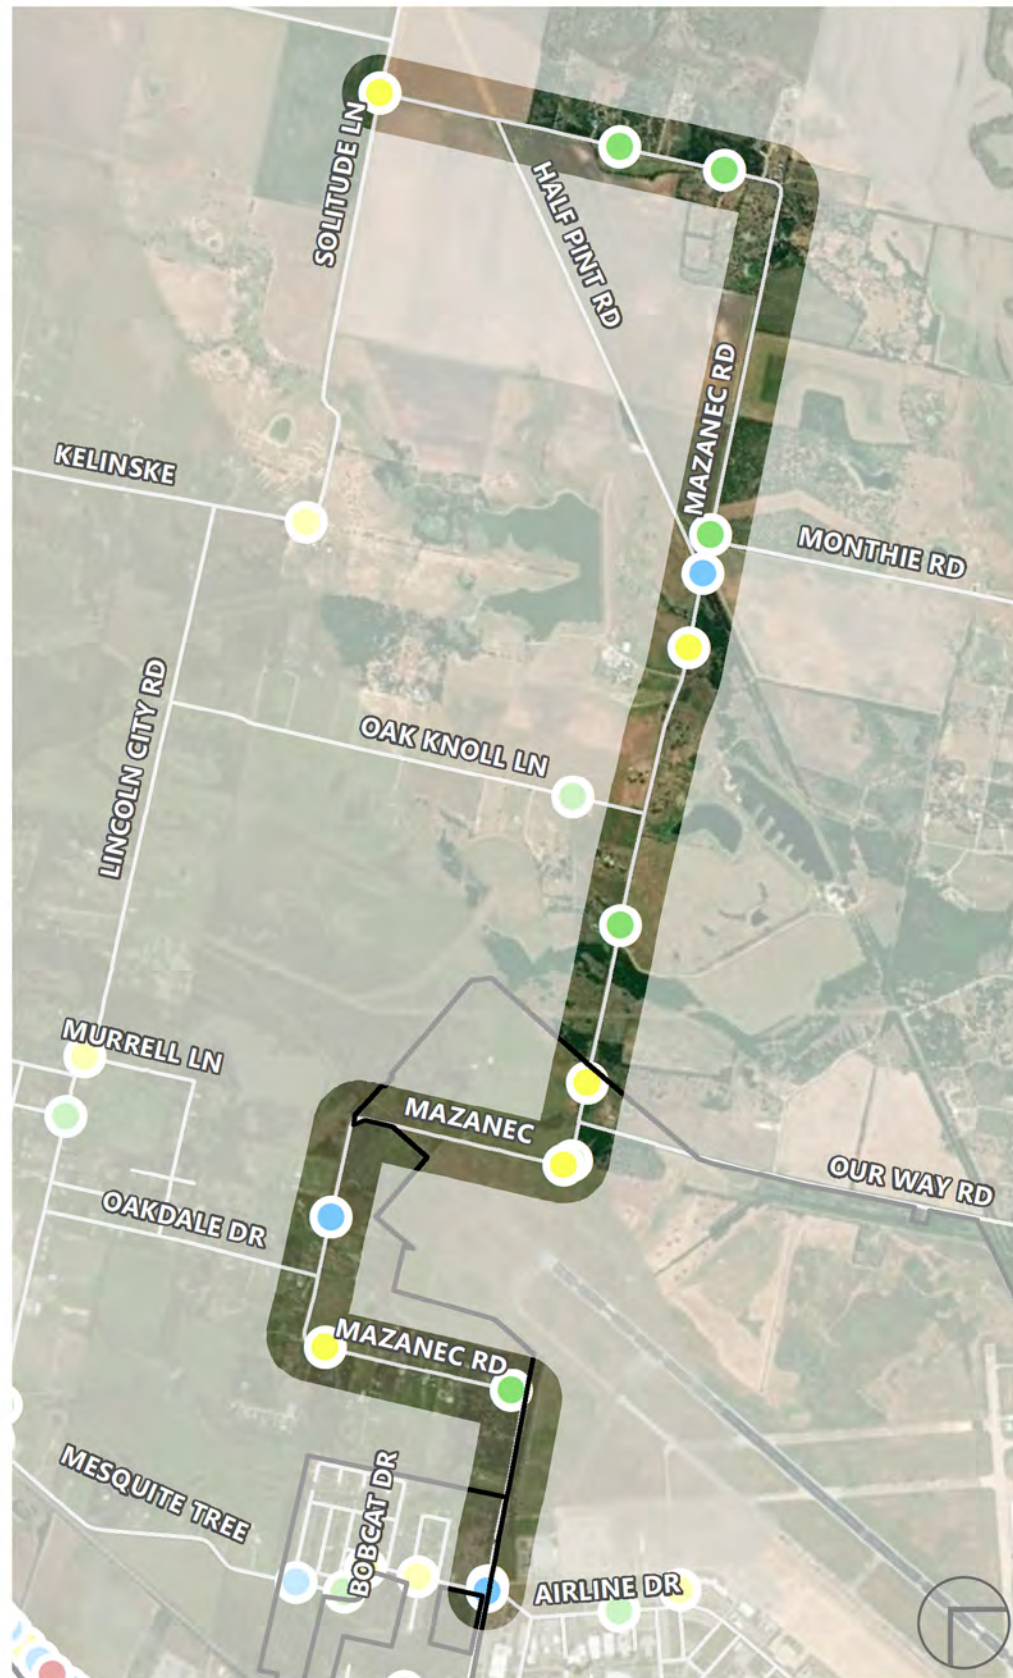 SOLITUDE LN
HALF PINT RD
MAZANEC RD
KELINSKE
MONTHIE RD
OAK KNOLL LN
LINCOLN CITY RD
MURRELL LN
MAZANEC
OUR WAY RD
OAKDALE DR
MAZANEC RD
MESQUITE TREE
BOBCAT DR
AIRLINE DR